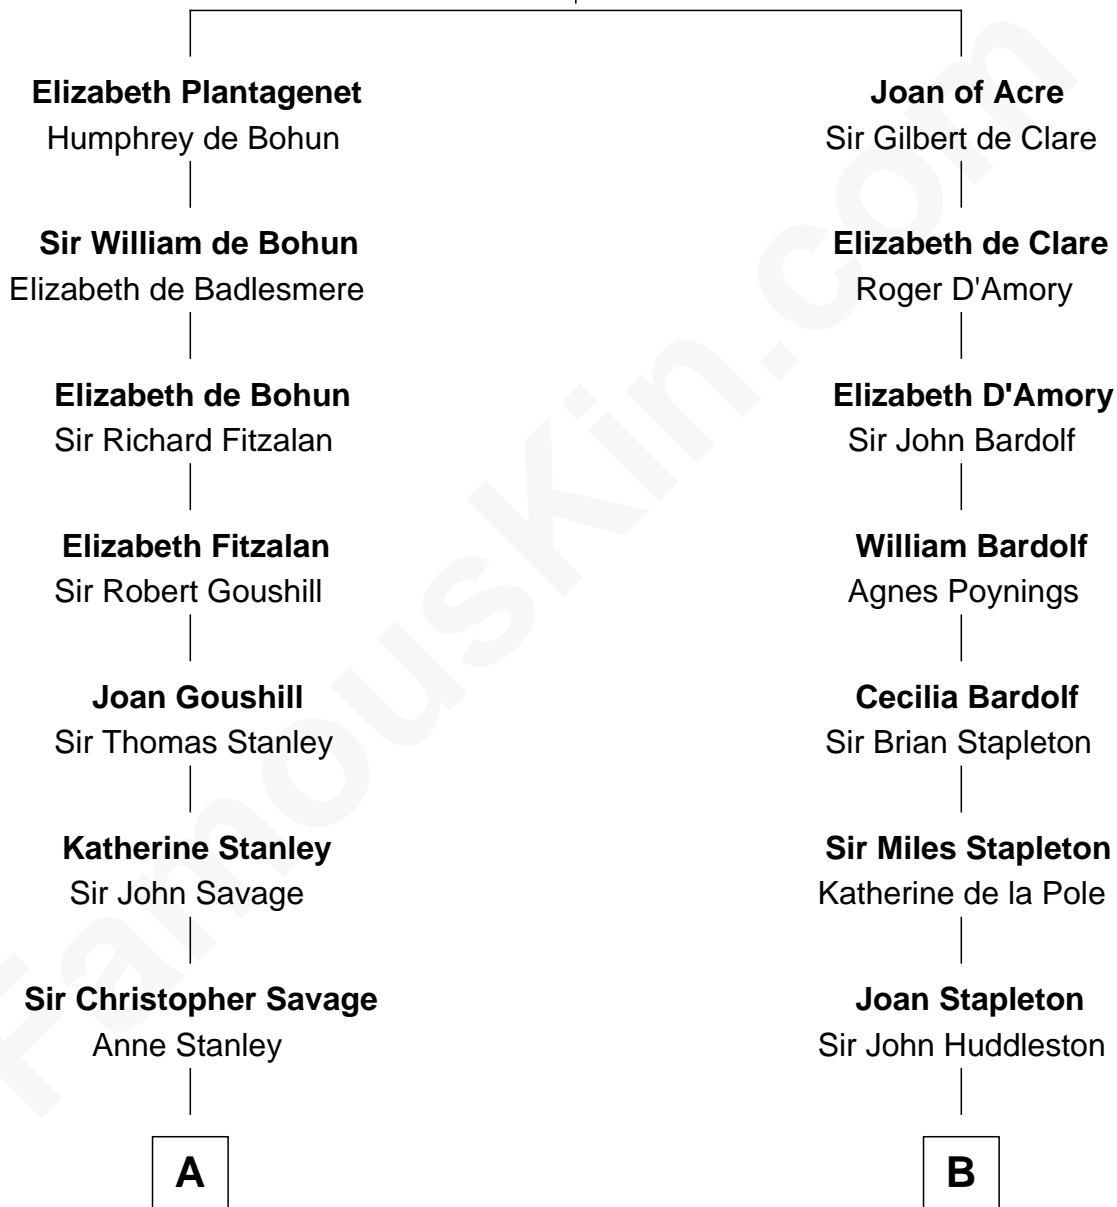 Elizabeth Plantagenet
Humphrey de Bohun
Sir William de Bohun
Elizabeth de Badlesmere
Elizabeth de Bohun
Sir Richard Fitzalan
Elizabeth Fitzalan
Sir Robert Goushill
Joan Goushill
Sir Thomas Stanley
Katherine Stanley
Sir John Savage
Sir Christopher Savage
Anne Stanley
A
Joan of Acre
Sir Gilbert de Clare
Elizabeth de Clare
Roger D'Amory
Elizabeth D'Amory
Sir John Bardolf
William Bardolf
Agnes Poynings
Cecilia Bardolf
Sir Brian Stapleton
Sir Miles Stapleton
Katherine de la Pole
Joan Stapleton
Sir John Huddleston
B
FamousKin.com